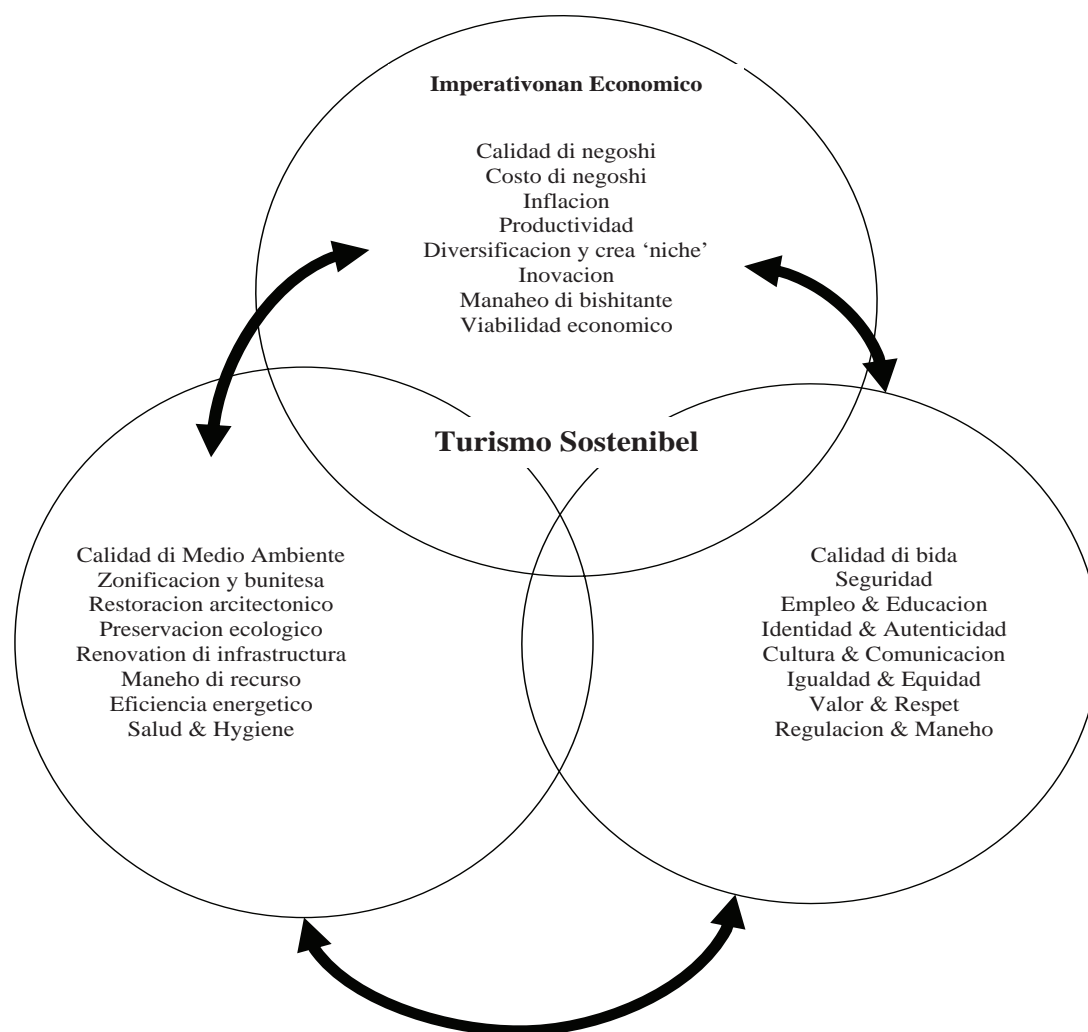 Imperativonan Economico
Calidad di negoshi
Costo di negoshi
Inflacion
Productividad
Diversificacion y crea ‘niche’
Inovacion
Manaheo di bishitante
Viabilidad economico
Turismo Sostenibel
Calidad di Medio Ambiente
Zonificacion y bunitesa
Restoracion arcitectonico
Preservacion ecologico
Renovation di infrastructura
Maneho di recurso
Eficiencia energetico
Salud & Hygiene
Calidad di bida
Seguridad
Empleo & Educacion
Identidad & Autenticidad
Cultura & Comunicacion
Igualdad & Equidad
Valor & Respet
Regulacion & Maneho